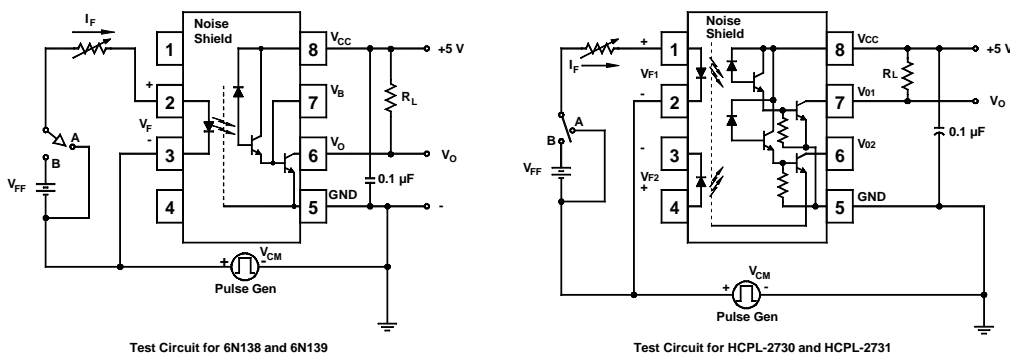 I_F
Noise
Shield
1
2
3
4
8
7
6
5
V_CC
V_B
V_O
GND
+
V_F
-
A
B
V_FF
+5 V
R_L
V_O
0.1 µF
-
V_CM
+
-
Pulse Gen
Test Circuit for 6N138 and 6N139
I_F
Noise
Shield
1
2
3
4
8
7
6
5
V_CC
V_01
V_02
GND
+
V_F1
-
-
V_F2
+
A
B
V_FF
+5 V
R_L
V_O
0.1 µF
V_CM
+
-
Pulse Gen
Test Circuit for HCPL-2730 and HCPL-2731